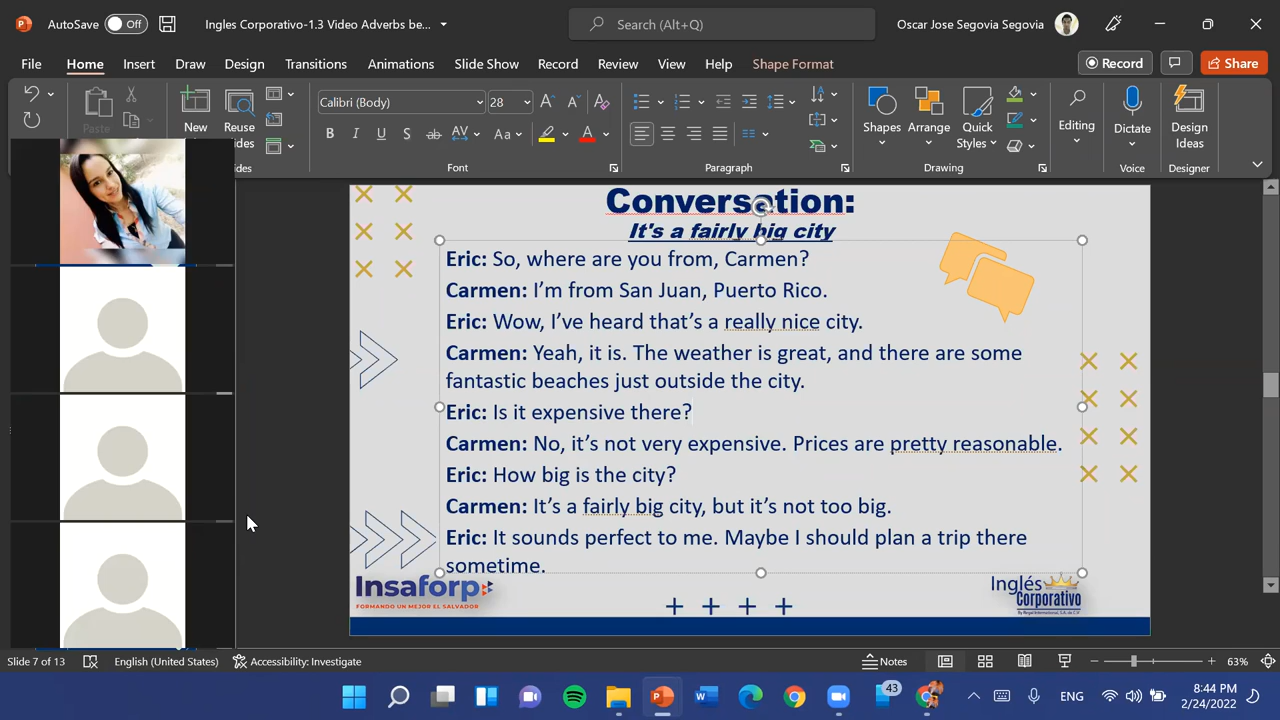 AutoSave Off Ingles Corporativo-1.3 Video Adverbs be... Search (Alt+Q) Oscar Jose Segovia Segovia
File Home Insert Draw Design Transitions Animations Slide Show Record Review View Help Shape Format Record Share
Calibri (Body) 28
Paste New Reuse Shapes Arrange Quick Editing Dictate Design
Styles Ideas
Font Paragraph Drawing Voice Designer
Conversation:
It's a fairly big city
Eric: So, where are you from, Carmen?
Carmen: I’m from San Juan, Puerto Rico.
Eric: Wow, I’ve heard that’s a really nice city.
Carmen: Yeah, it is. The weather is great, and there are some
fantastic beaches just outside the city.
Eric: Is it expensive there?
Carmen: No, it’s not very expensive. Prices are pretty reasonable.
Eric: How big is the city?
Carmen: It’s a fairly big city, but it’s not too big.
Eric: It sounds perfect to me. Maybe I should plan a trip there
sometime.
Insaforp
FORMANDO UN MEJOR EL SALVADOR
Inglés
Corporativo
Slide 7 of 13 English (United States) Accessibility: Investigate Notes 63%
43 ENG 8:44 PM
2/24/2022